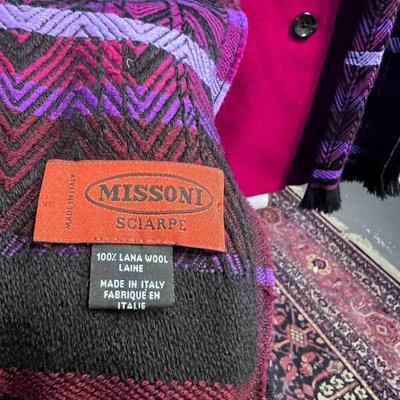 MADE IN ITALY
MISSONI
SCIARPE
100% LANA WOOL
LAINE
MADE IN ITALY
FABRIQUÉ EN
ITALIE